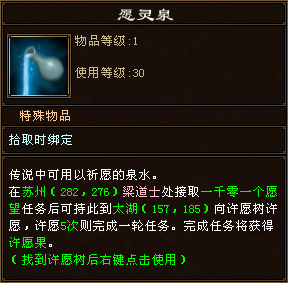 愿灵泉
物品等级:1
使用等级:30
特殊物品
拾取时绑定
传说中可用以祈愿的泉水。
在苏州（282,276）梁道士处接取一千零一个愿
望任务后可持此到太湖（157,185）向许愿树许
愿，许愿5次则完成一轮任务。完成任务将获得
许愿果。
（找到许愿树后右键点击使用）